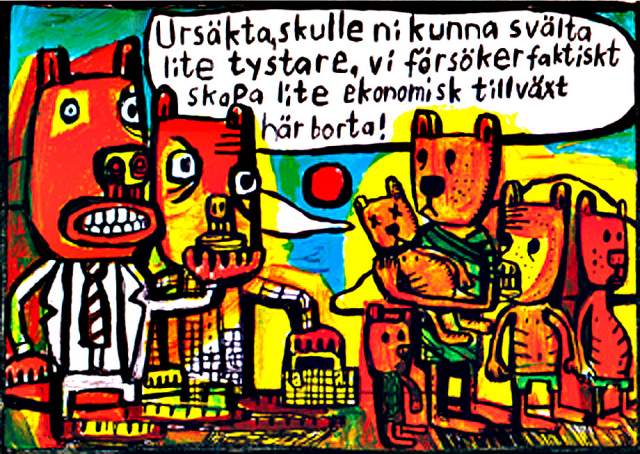 Ursäkta, skulle ni kunna svälta
lite tystare, vi försöker faktiskt
skapa lite ekonomisk tillväxt
här borta!